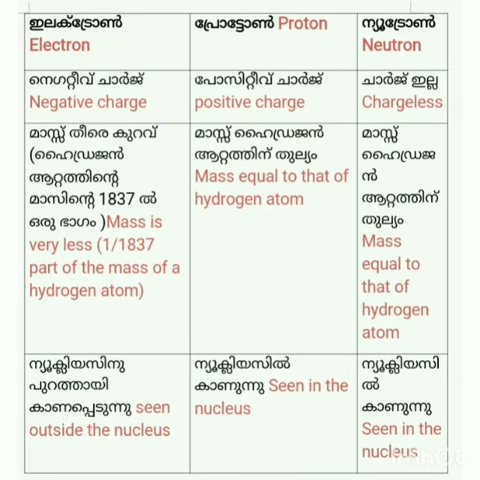 ഇലക്ട്രോൺ
Electron
പ്രോട്ടോൺ Proton
ന്യൂട്രോൺ
Neutron
നെഗറ്റീവ് ചാർജ്
Negative charge
പോസിറ്റീവ് ചാർജ്
positive charge
ചാർജ് ഇല്ല
Chargeless
മാസ്സ് തീരെ കുറവ്
(ഹൈഡ്രജൻ
ആറ്റത്തിന്റെ
മാസിന്റെ 1837 ൽ
ഒരു ഭാഗം )Mass is
very less (1/1837
part of the mass of a
hydrogen atom)
മാസ്സ് ഹൈഡ്രജൻ
ആറ്റത്തിന് തുല്യം
Mass equal to that of
hydrogen atom
മാസ്സ്
ഹൈഡ്രജ
ൻ
ആറ്റത്തിന്
തുല്യം
Mass
equal to
that of
hydrogen
atom
ന്യൂക്ലിയസിനു
പുറത്തായി
കാണപ്പെടുന്നു seen
outside the nucleus
ന്യൂക്ലിയസിൽ
കാണുന്നു Seen in the
nucleus
ന്യൂക്ലിയസി
ൽ
കാണുന്നു
Seen in the
nucleus